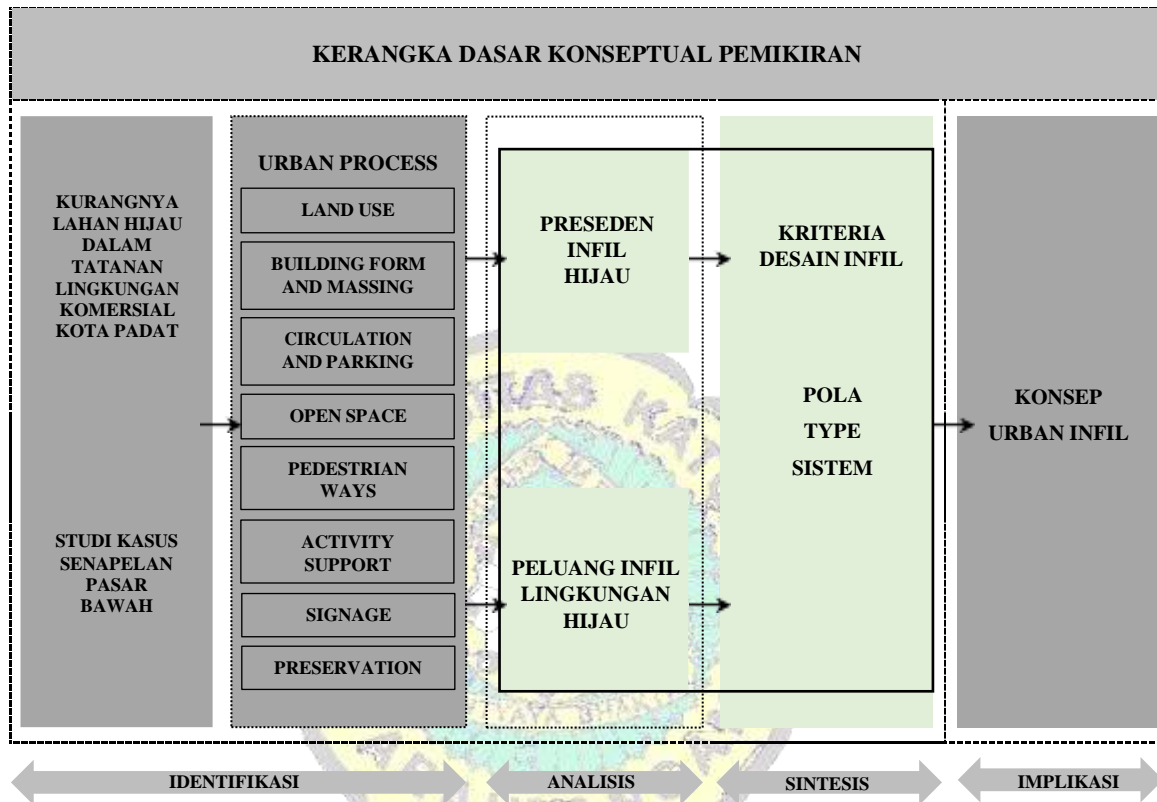 KERANGKA DASAR KONSEPTUAL PEMIKIRAN
KURANGNYA
LAHAN HIJAU
DALAM
TATANAN
LINGKUNGAN
KOMERSIAL
KOTA PADAT
STUDI KASUS
SENAPELAN
PASAR
BAWAH
URBAN PROCESS
LAND USE
BUILDING FORM
AND MASSING
CIRCULATION
AND PARKING
OPEN SPACE
PEDESTRIAN
WAYS
ACTIVITY
SUPPORT
SIGNAGE
PRESERVATION
PRESEDEN
INFIL
HIJAU
PELUANG INFIL
LINGKUNGAN
HIJAU
KRITERIA
DESAIN INFIL
POLA
TYPE
SISTEM
KONSEP
URBAN INFIL
IDENTIFIKASI
ANALISIS
SINTESIS
IMPLIKASI